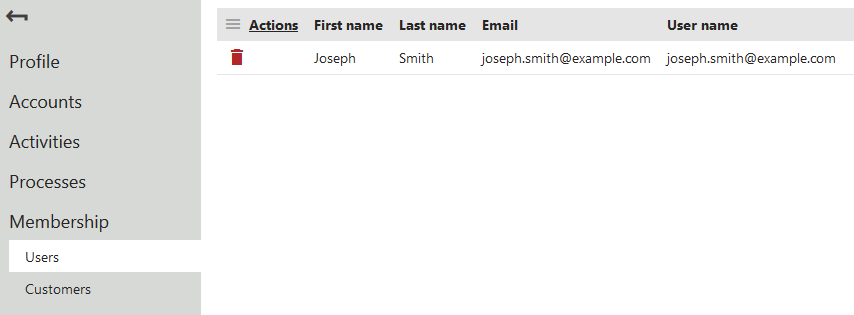 Profile
Accounts
Activities
Processes
Membership
Users
Customers
Actions First name Last name Email User name
Joseph Smith joseph.smith@example.com joseph.smith@example.com